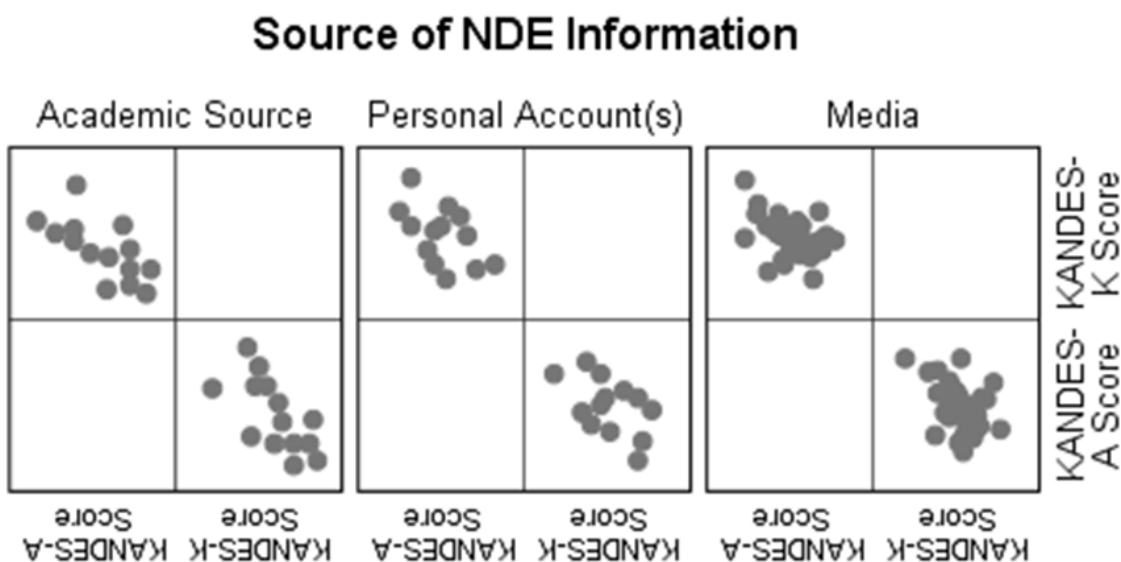 Source of NDE Information
Academic Source
Personal Account(s)
Media
KANDES-
K Score
KANDES-
A Score
KANDES-A
Score
KANDES-K
Score
KANDES-A
Score
KANDES-K
Score
KANDES-A
Score
KANDES-K
Score